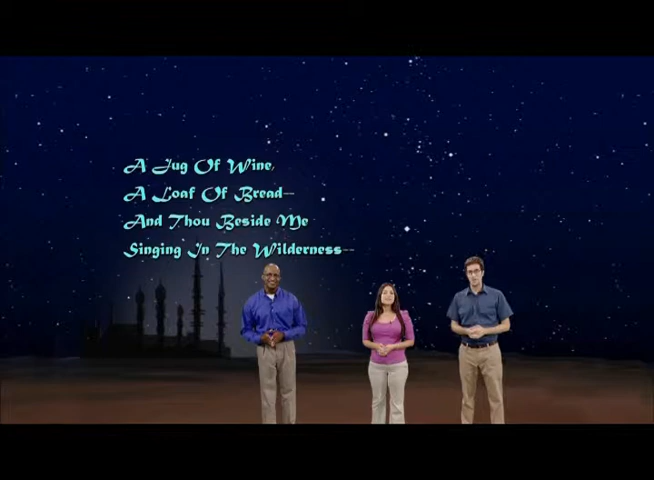 A Jug Of Wine,
A Loaf Of Bread--
And Thou Beside Me
Singing In The Wilderness--